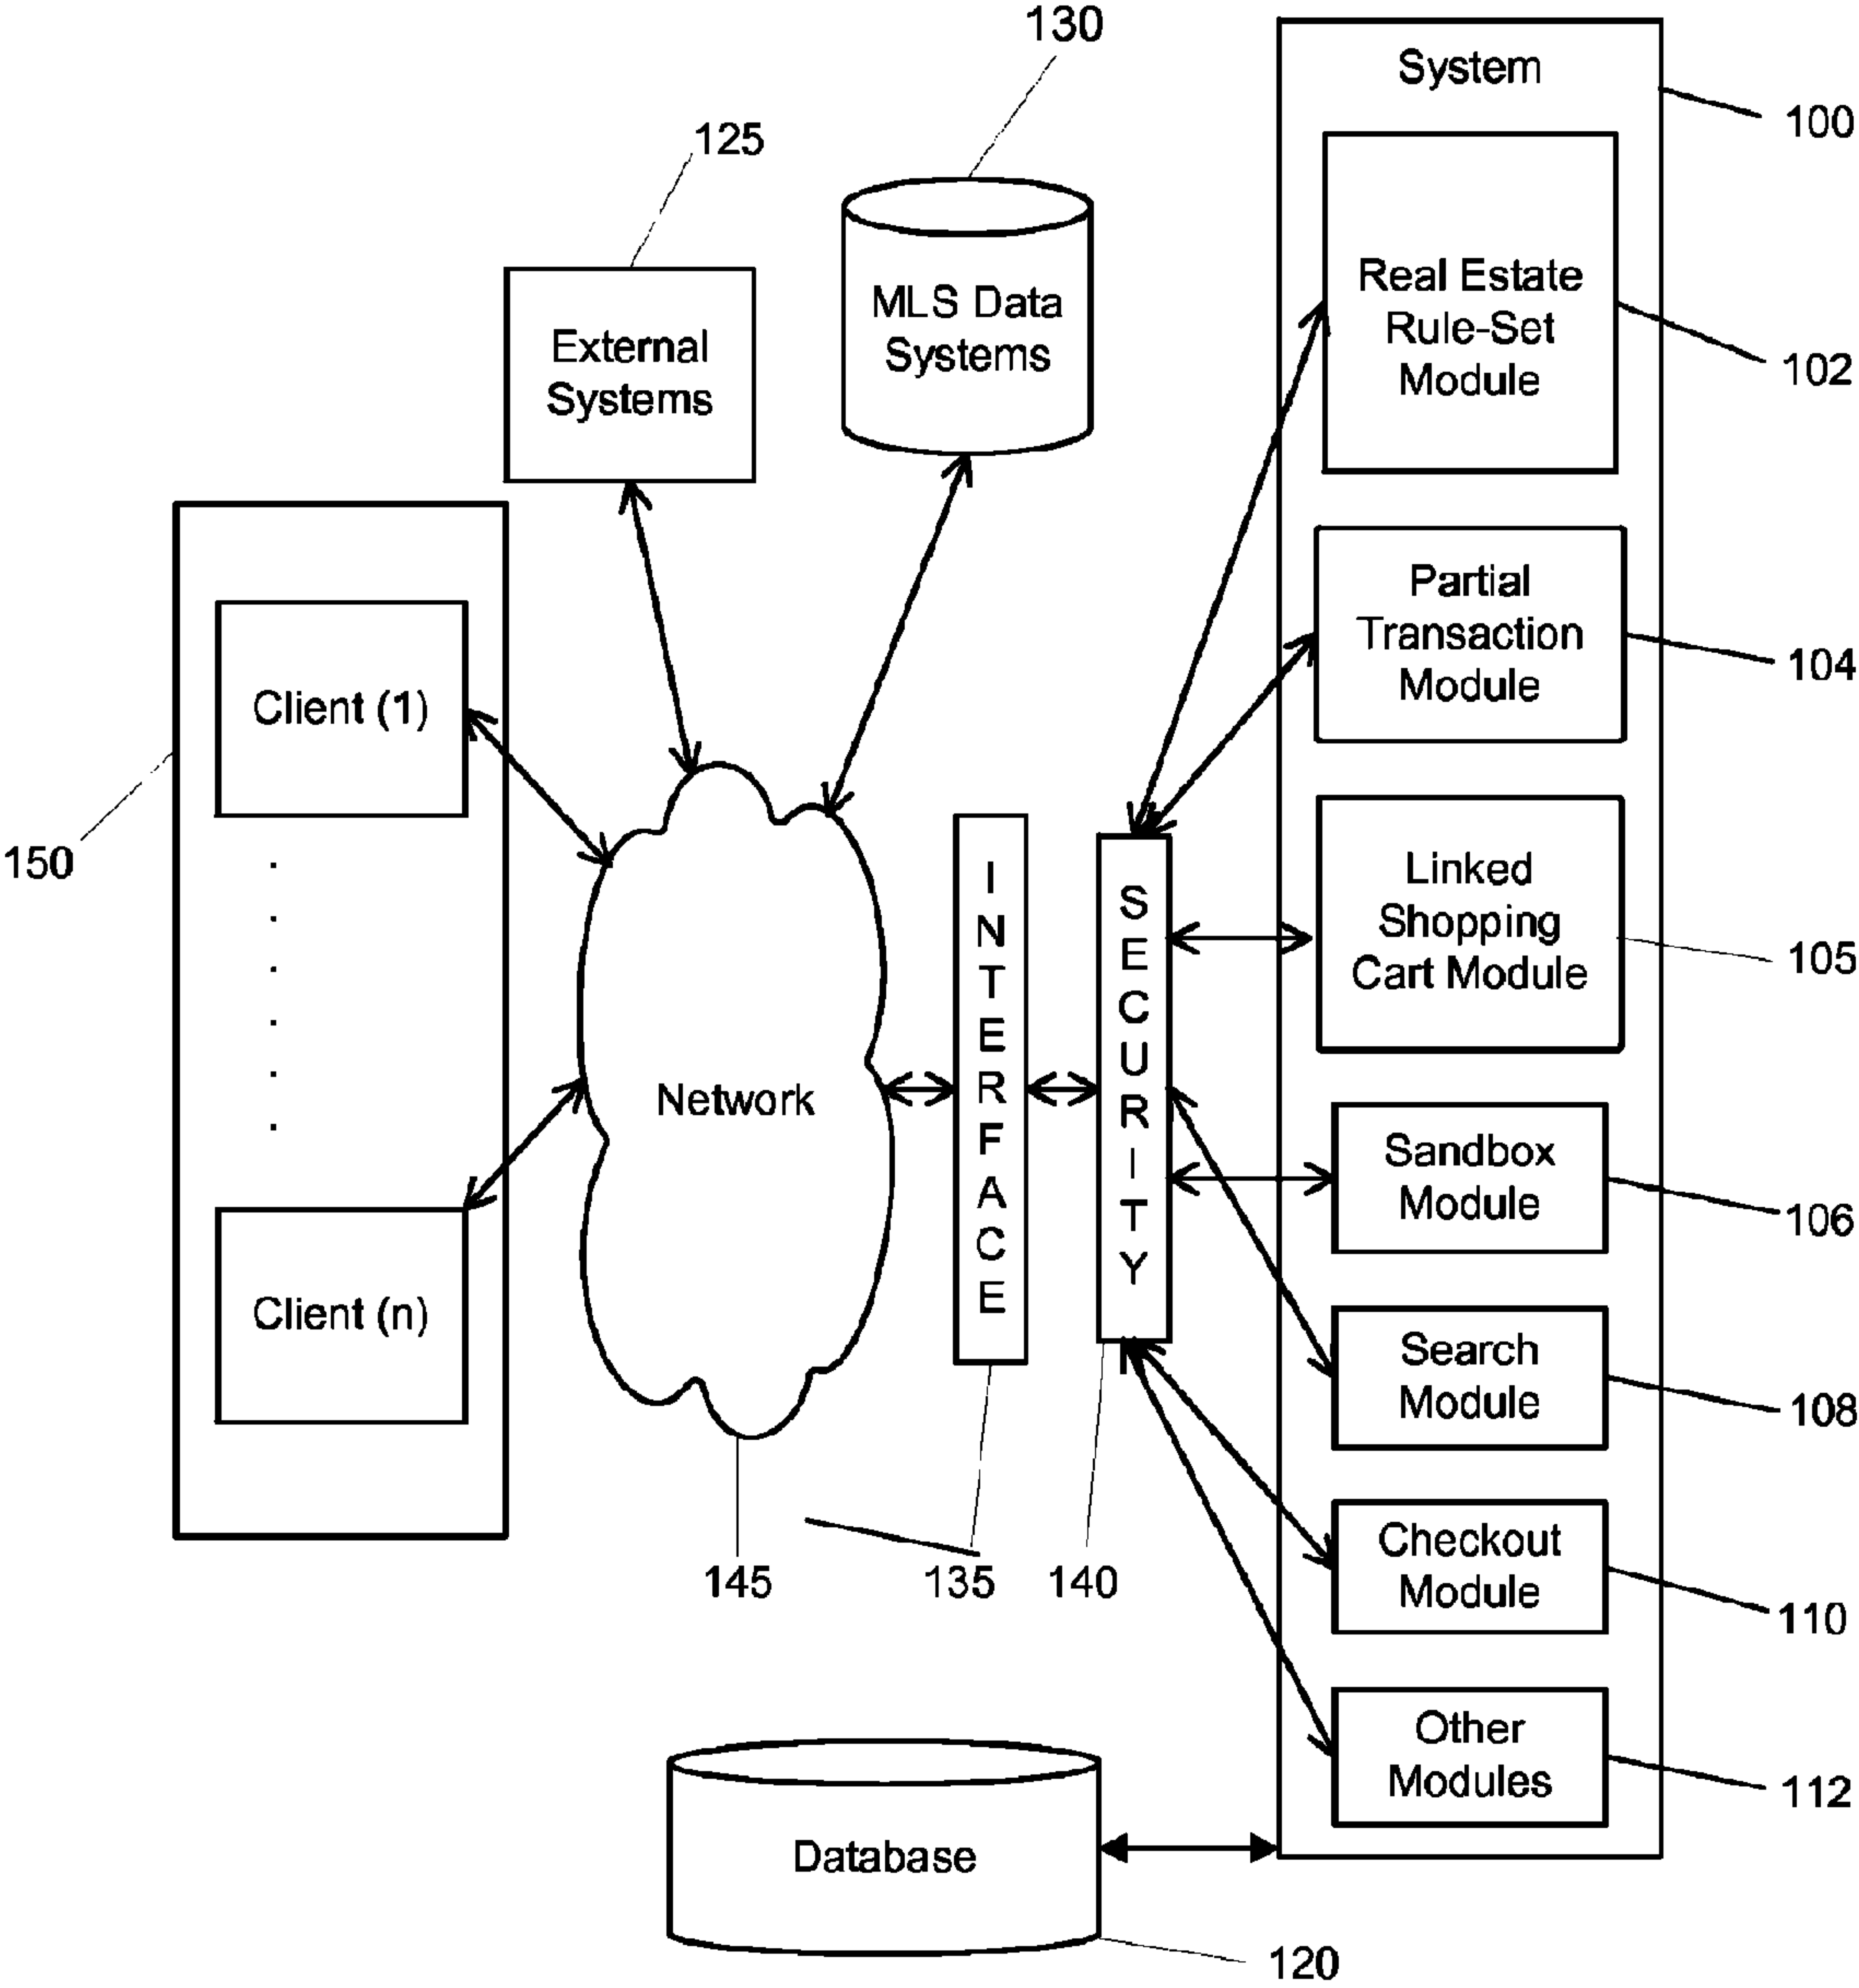 130
System
100
125
Real Estate
Rule-Set
Module
102
MLS Data
Systems
External
Systems
Partial
Transaction
Module
104
Client (1)
150
Linked
Shopping
Cart Module
105
INTERFACE
SECURITY
Network
Sandbox
Module
106
Client (n)
Search
Module
108
Checkout
Module
110
145
135
140
Other
Modules
112
Database
120